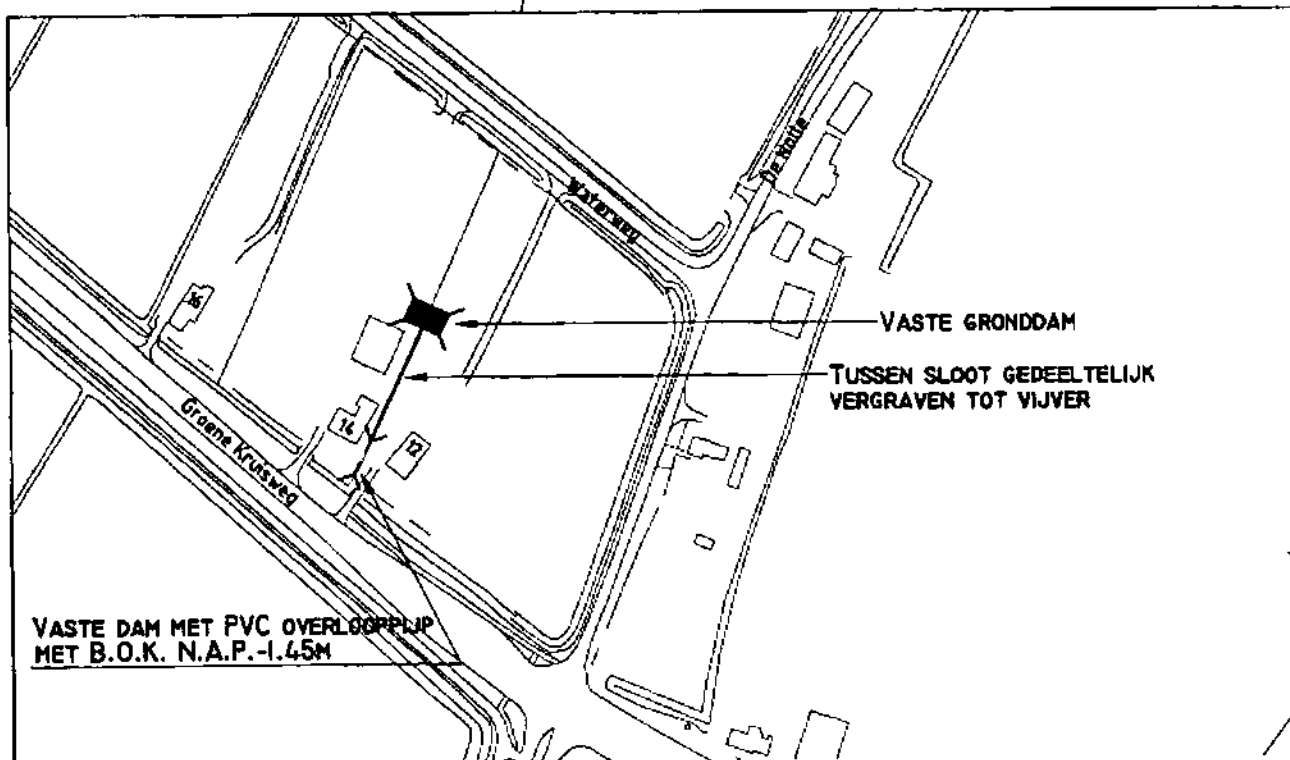 De Holle
Waterweg
16
VASTE GRONDDAM
TUSSEN SLOOT GEDEELTELIJK
VERGRAVEN TOT VIJVER
Groene Kruisweg
14
12
VASTE DAM MET PVC OVERLOOPPIJP
MET B.O.K. N.A.P.-1.45M